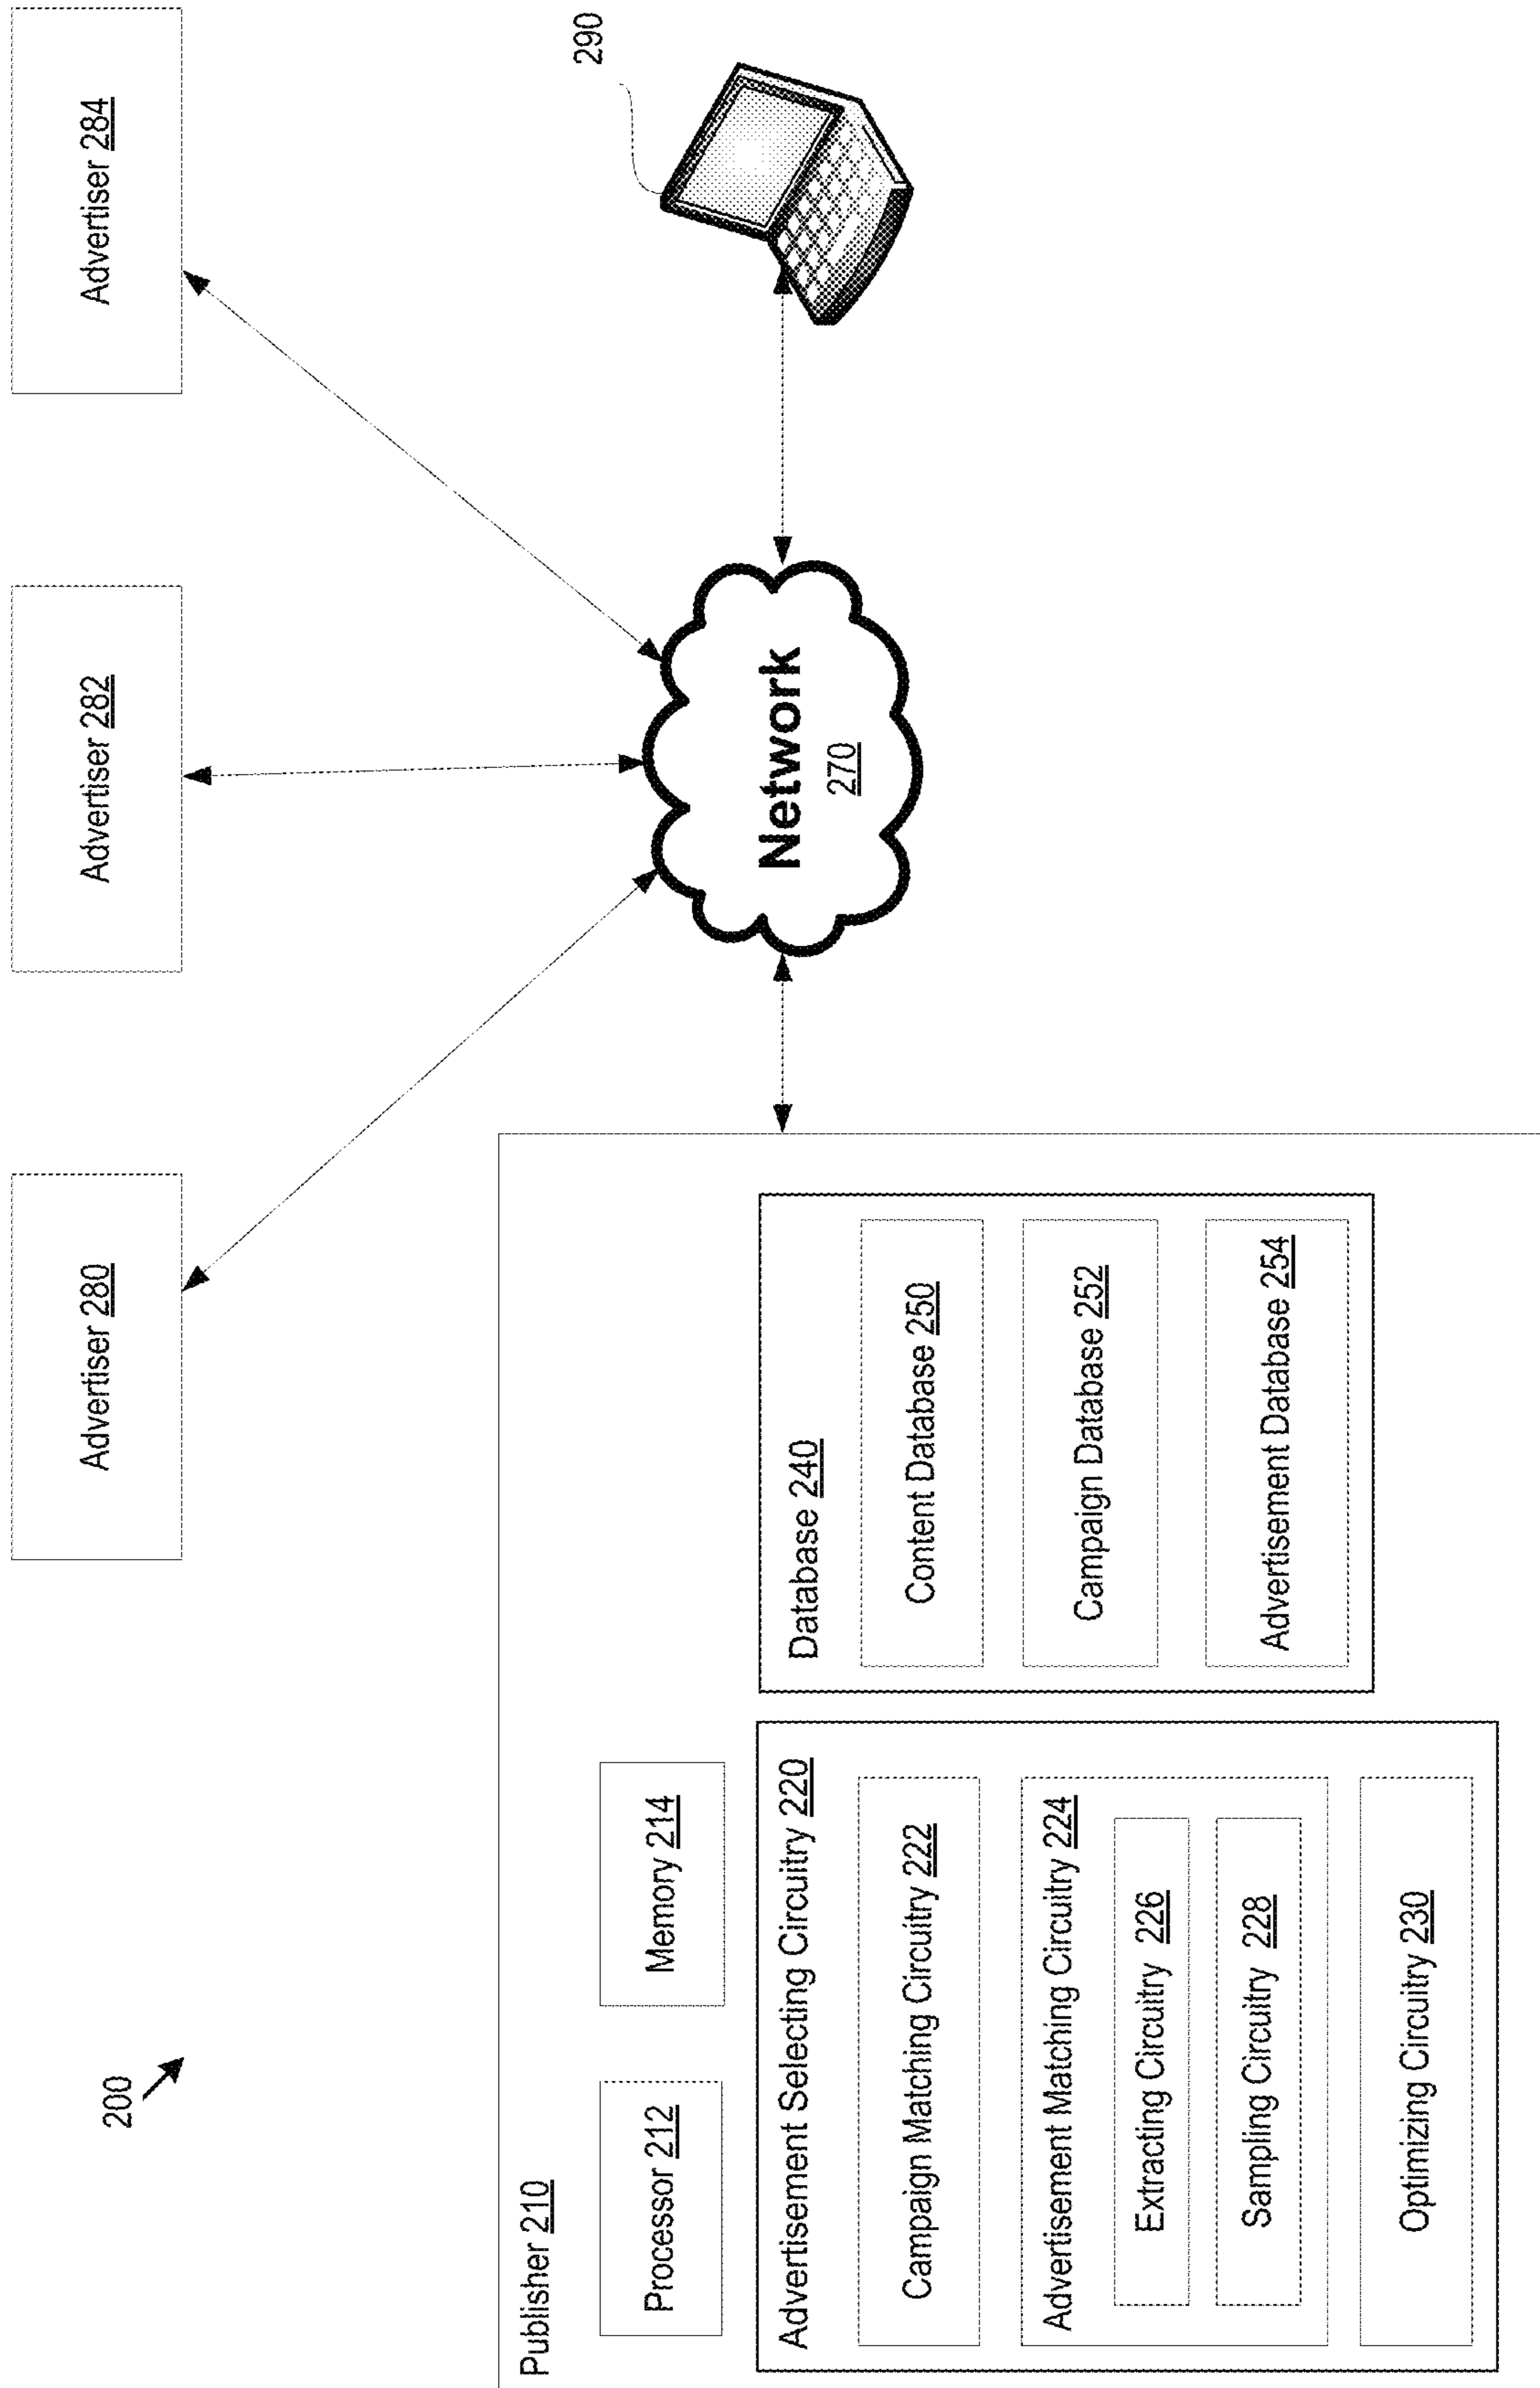 200
Advertiser 280
Advertiser 282
Advertiser 284
Publisher 210
Processor 212
Memory 214
Advertisement Selecting Circuitry 220
Campaign Matching Circuitry 222
Advertisement Matching Circuitry 224
Extracting Circuitry 226
Sampling Circuitry 228
Optimizing Circuitry 230
Database 240
Content Database 250
Campaign Database 252
Advertisement Database 254
Network
270
290